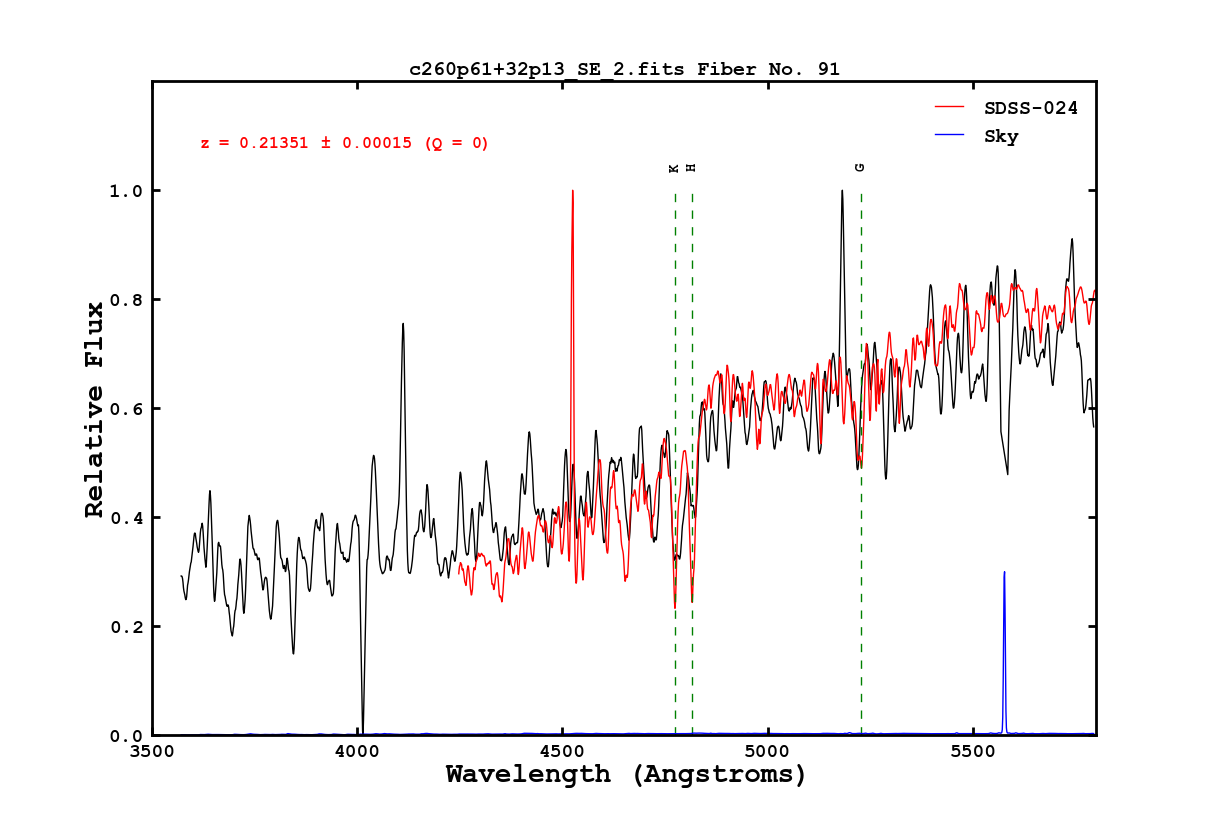 c260p61+32p13_SE_2.fits Fiber No. 91
SDSS-024
Sky
z = 0.21351 ± 0.00015 (Q = 0)
K
H
G
1.0
0.8
0.6
0.4
0.2
0.0
Relative Flux
3500
4000
4500
5000
5500
Wavelength (Angstroms)